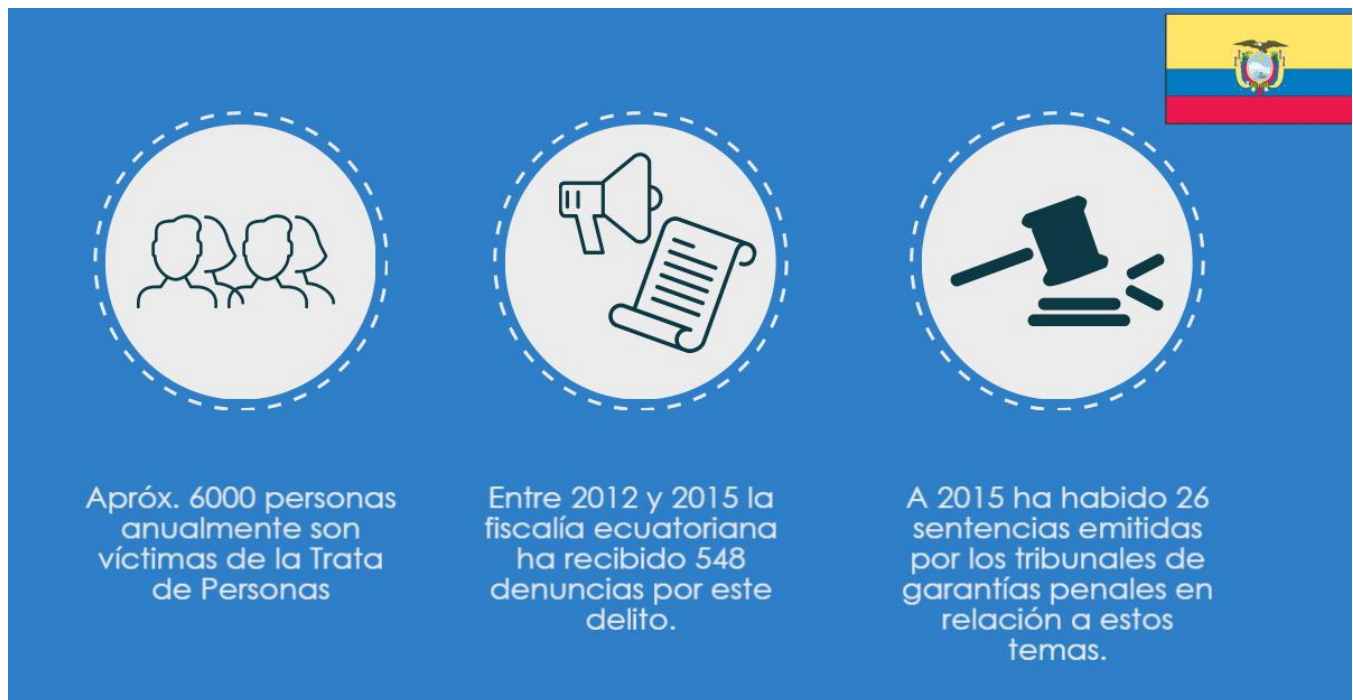 Apróx. 6000 personas
anualmente son
víctimas de la Trata
de Personas
Entre 2012 y 2015 la
fiscalía ecuatoriana
ha recibido 548
denuncias por este
delito.
A 2015 ha habido 26
sentencias emitidas
por los tribunales de
garantías penales en
relación a estos
temas.